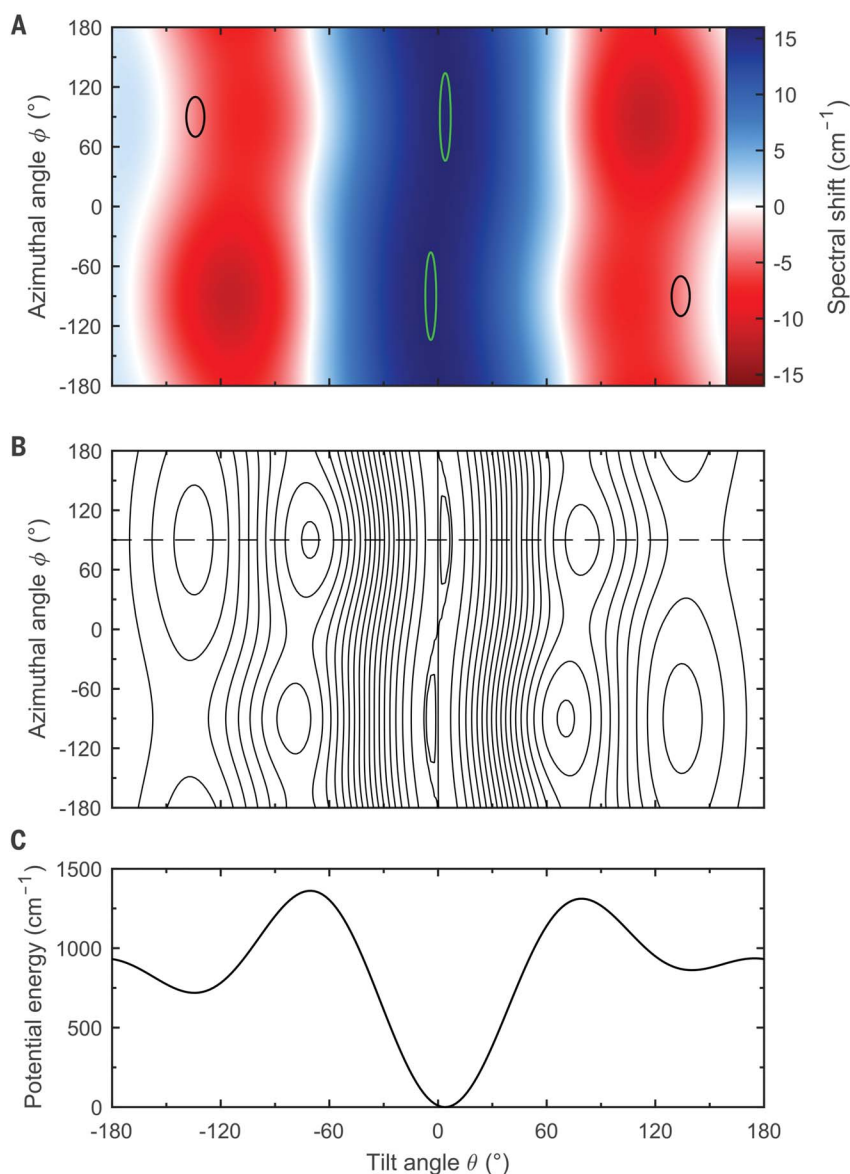 A
180
120
60
0
-60
-120
-180
Azimuthal angle ϕ (°)
15
10
5
0
-5
-10
-15
Spectral shift (cm⁻¹)
B
180
120
60
0
-60
-120
-180
Azimuthal angle ϕ (°)
C
1500
1000
500
0
Potential energy (cm⁻¹)
-180 -120 -60 0 60 120 180
Tilt angle θ (°)